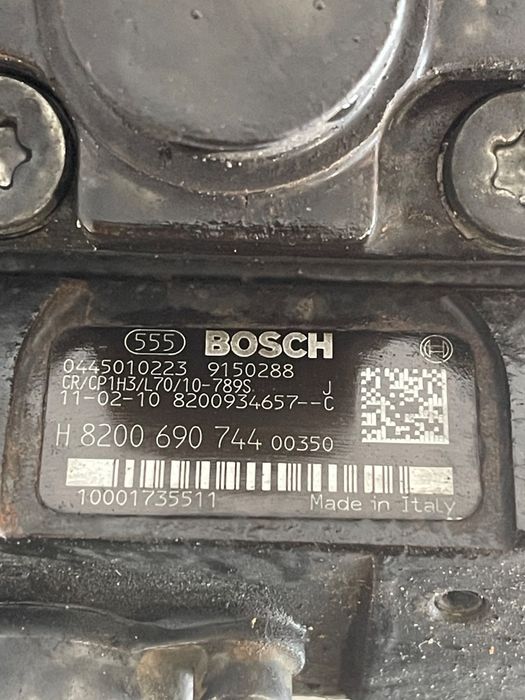 555 BOSCH
0445010223 9150288
CR/CP1H3/L70/10-789S J
11-02-10 8200934657--C
H 8200 690 744 00350
10001735511 Made in Italy